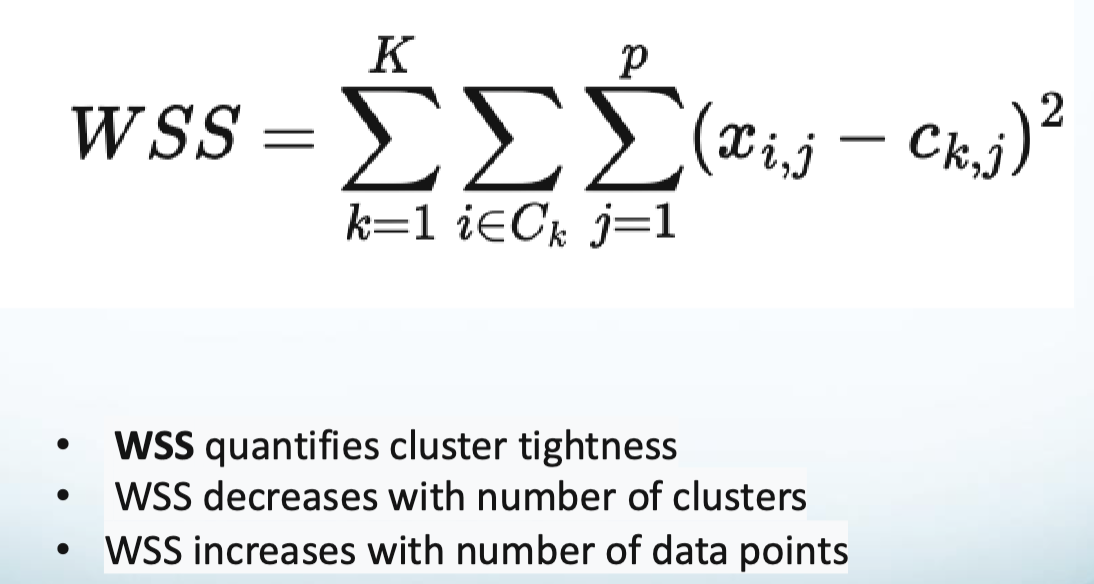 WSS = \sum_{k=1}^{K} \sum_{i \in C_k} \sum_{j=1}^{p} (x_{i,j} - c_{k,j})^2
• WSS quantifies cluster tightness
• WSS decreases with number of clusters
• WSS increases with number of data points